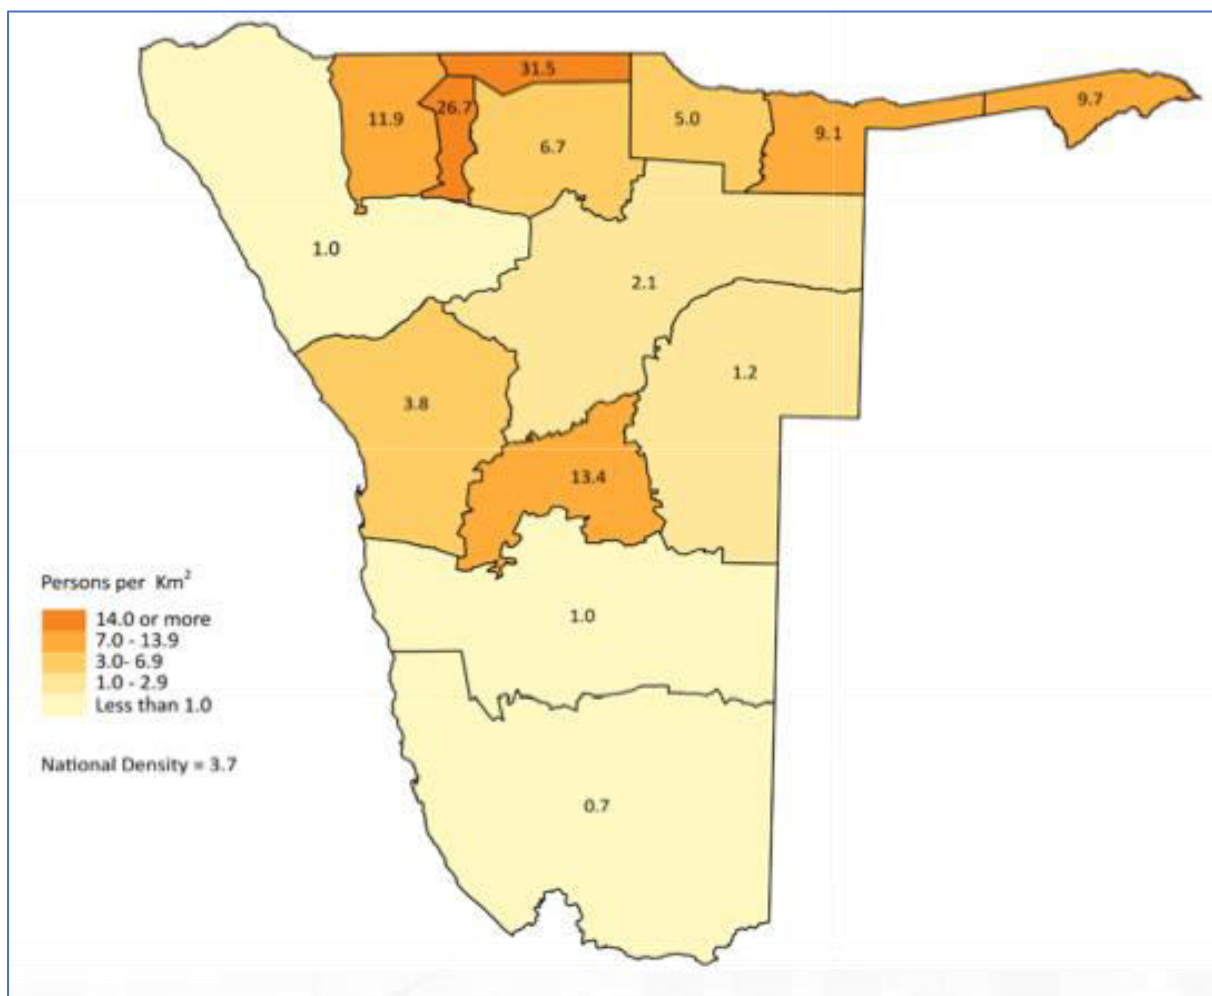 31.5
26.7
11.9
5.0
9.7
9.1
6.7
1.0
2.1
1.2
3.8
13.4
Persons per Km²
14.0 or more
7.0 - 13.9
3.0- 6.9
1.0 - 2.9
Less than 1.0
1.0
National Density = 3.7
0.7